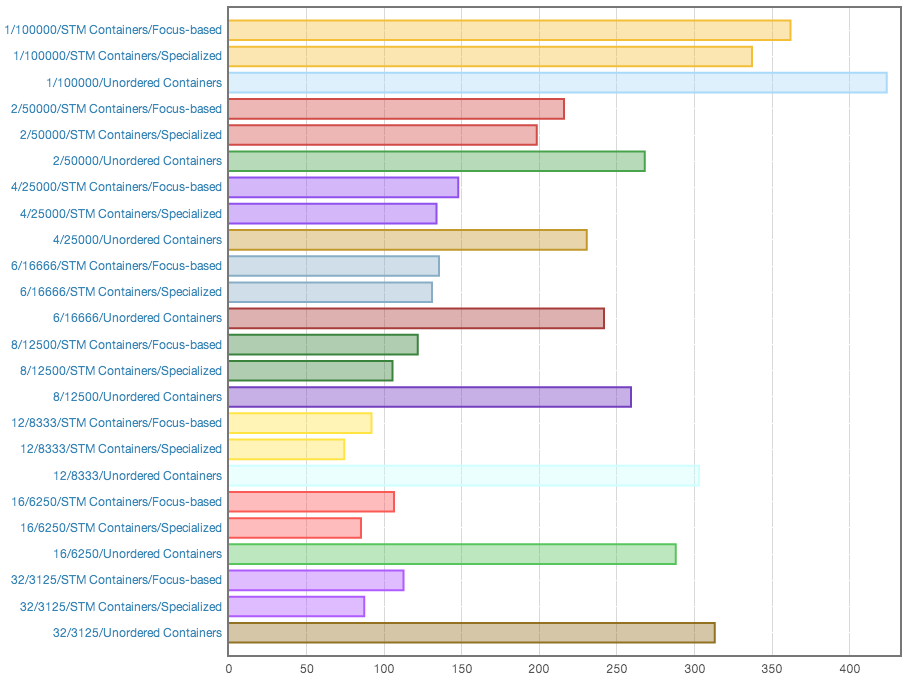 1/100000/STM Containers/Focus-based
1/100000/STM Containers/Specialized
1/100000/Unordered Containers
2/50000/STM Containers/Focus-based
2/50000/STM Containers/Specialized
2/50000/Unordered Containers
4/25000/STM Containers/Focus-based
4/25000/STM Containers/Specialized
4/25000/Unordered Containers
6/16666/STM Containers/Focus-based
6/16666/STM Containers/Specialized
6/16666/Unordered Containers
8/12500/STM Containers/Focus-based
8/12500/STM Containers/Specialized
8/12500/Unordered Containers
12/8333/STM Containers/Focus-based
12/8333/STM Containers/Specialized
12/8333/Unordered Containers
16/6250/STM Containers/Focus-based
16/6250/STM Containers/Specialized
16/6250/Unordered Containers
32/3125/STM Containers/Focus-based
32/3125/STM Containers/Specialized
32/3125/Unordered Containers
0 50 100 150 200 250 300 350 400